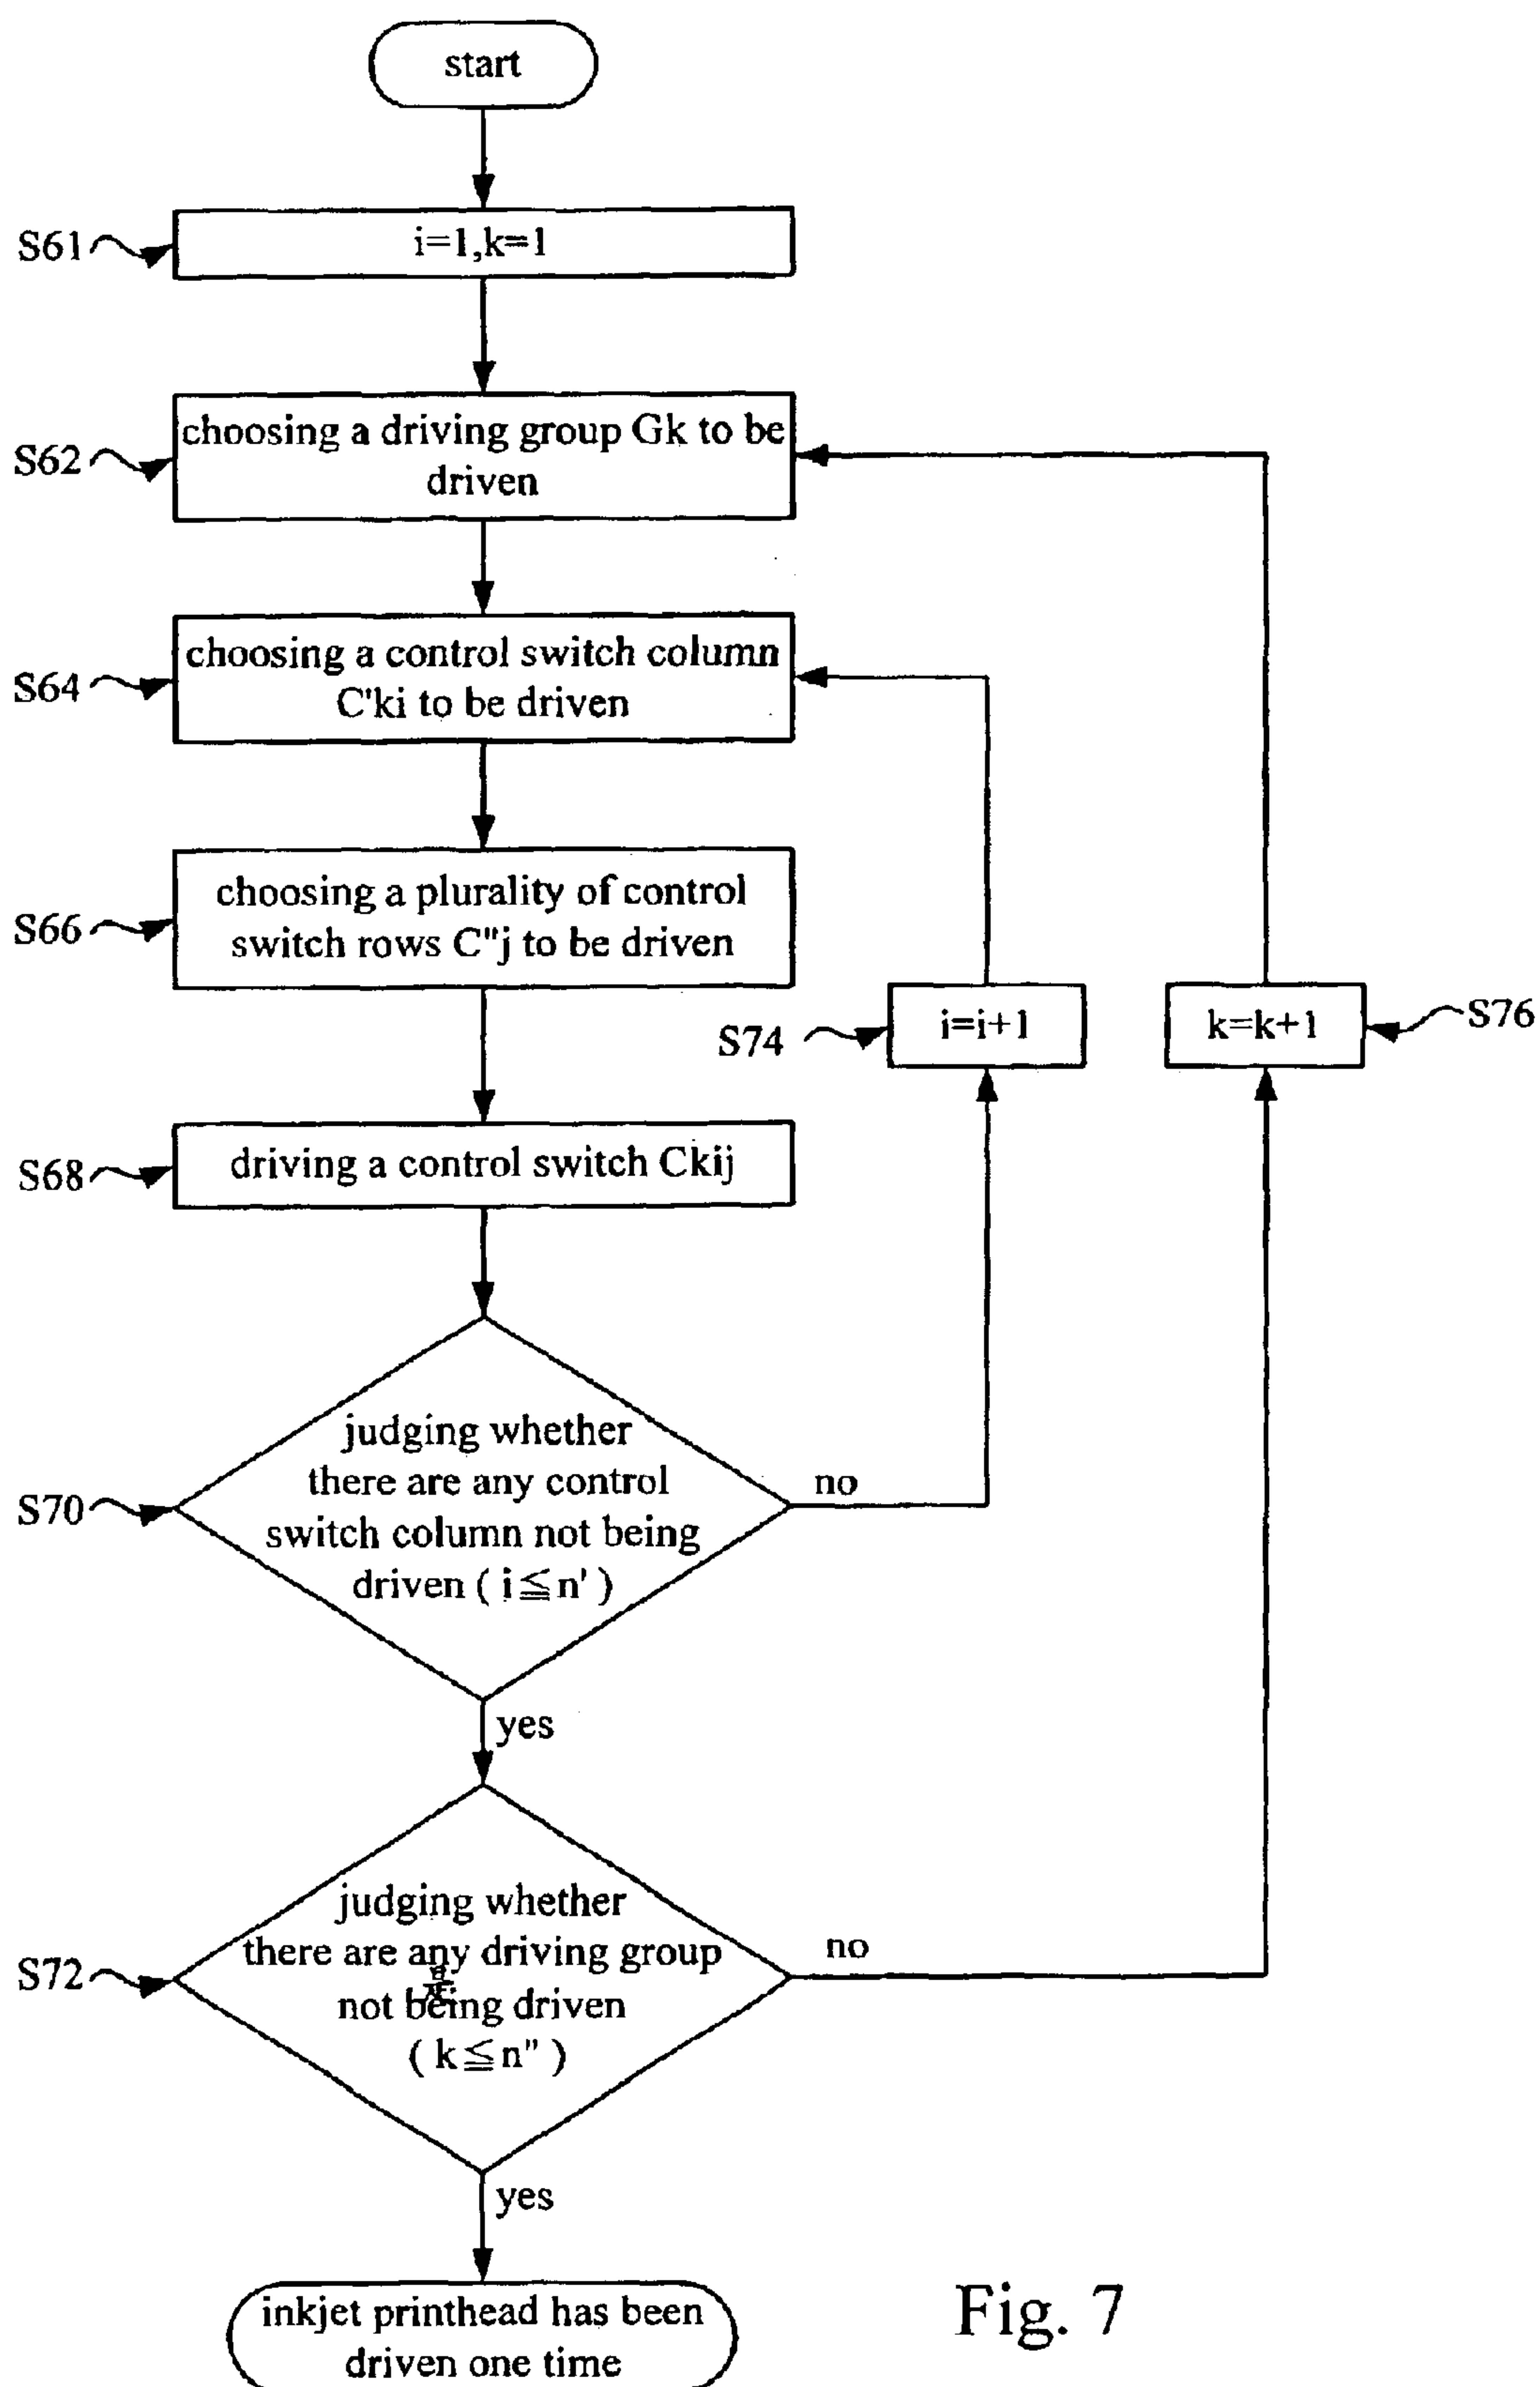 start
S61
i=1,k=1
S62
choosing a driving group Gk to be
driven
S64
choosing a control switch column
C'ki to be driven
S66
choosing a plurality of control
switch rows C"j to be driven
S74
i=i+1
k=k+1
S76
S68
driving a control switch Ckij
S70
judging whether
there are any control
switch column not being
driven ( i≦n' )
no
yes
S72
judging whether
there are any driving group
是
not being driven
( k≦n" )
no
yes
inkjet printhead has been
driven one time
Fig. 7